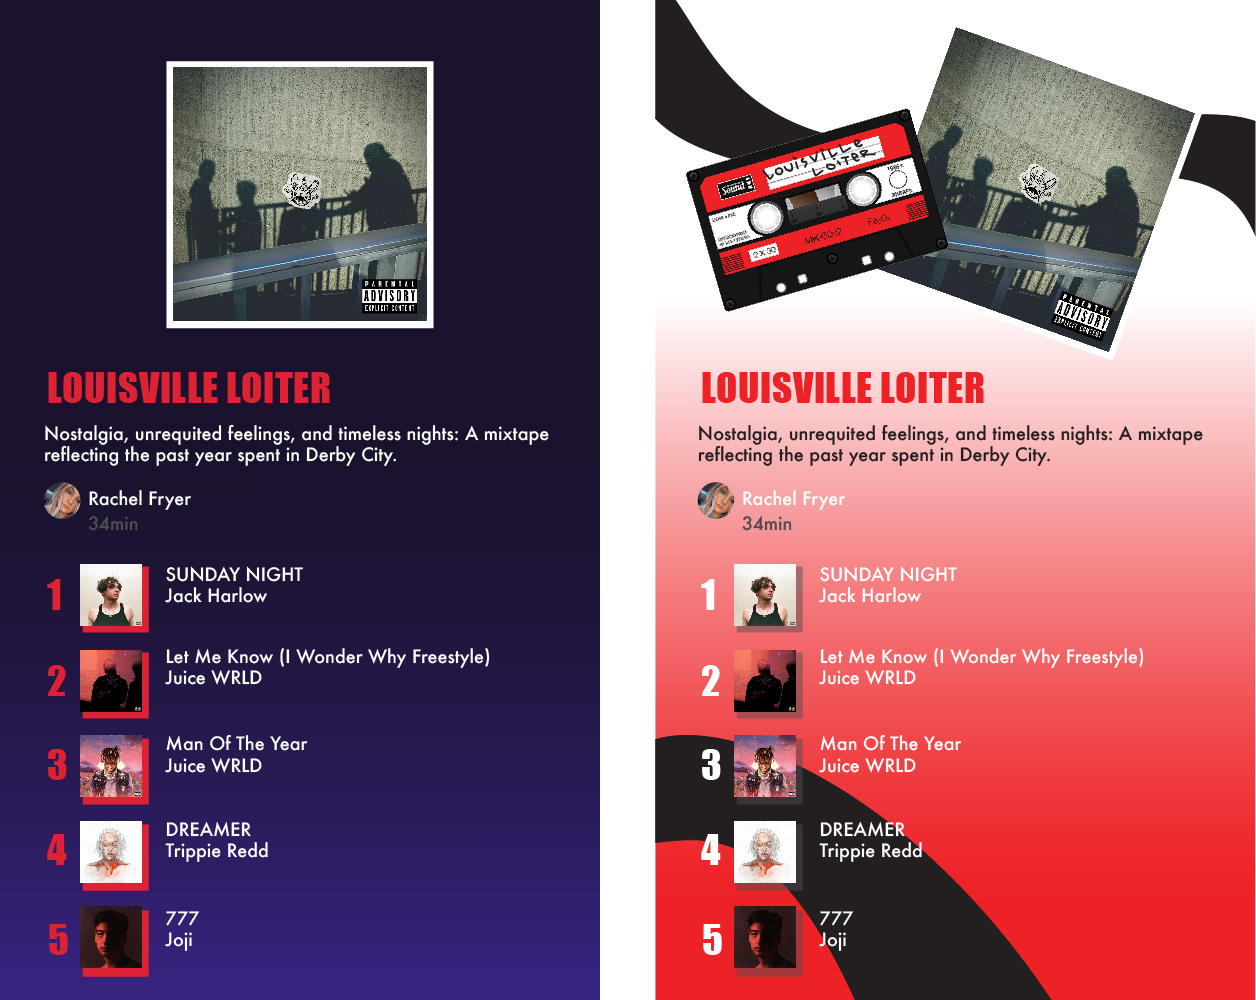 PARENTAL
ADVISORY
EXPLICIT CONTENT
LOUISVILLE LOITER
Nostalgia, unrequited feelings, and timeless nights: A mixtape
reflecting the past year spent in Derby City.
Rachel Fryer
34min
1
SUNDAY NIGHT
Jack Harlow
2
Let Me Know (I Wonder Why Freestyle)
Juice WRLD
3
Man Of The Year
Juice WRLD
4
DREAMER
Trippie Redd
5
777
Joji
LOUISVILLE
LOITER
Sound
MK-60-2
Fe₂O₃
2 X 30
PARENTAL
ADVISORY
EXPLICIT CONTENT
LOUISVILLE LOITER
Nostalgia, unrequited feelings, and timeless nights: A mixtape
reflecting the past year spent in Derby City.
Rachel Fryer
34min
1
SUNDAY NIGHT
Jack Harlow
2
Let Me Know (I Wonder Why Freestyle)
Juice WRLD
3
Man Of The Year
Juice WRLD
4
DREAMER
Trippie Redd
5
777
Joji